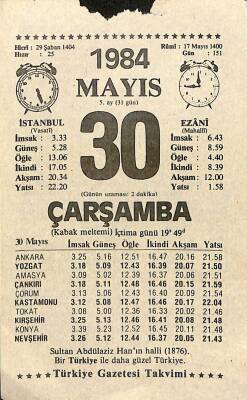 Hicrî : 29 Şaban 1404
Hızır : 25
1984
Rûmî : 17 Mayıs 1400
Gün : 151
MAYIS
5. ay (31 gün)
İSTANBUL
(Vasatî)
İmsak : 3.33
Güneş : 5.28
Öğle : 13.06
İkindi : 17.05
Akşam : 20.34
Yatsı : 22.20
30
EZÂNİ
(Mahallî)
İmsak : 6.43
Güneş : 8.59
Öğle : 4.40
İkindi : 8.39
Akşam : 12.00
Yatsı : 1.58
(Günün uzaması: 2 dakika)
ÇARŞAMBA
(Kabak meltemi) İçtima günü 19ˢ 49ᵈ
30 Mayıs İmsak Güneş Öğle İkindi Akşam Yatsı
ANKARA 3.25 5.16 12.51 16.47 20.16 21.58
YOZGAT 3.18 5.09 12.43 16.39 20.07 21.50
AMASYA 3.09 5.02 12.39 16.37 20.06 21.51
ÇANKIRI 3.18 5.11 12.48 16.45 20.15 21.59
ÇORUM 3.13 5.06 12.43 16.40 20.09 21.54
KASTAMONU 3.12 5.08 12.47 16.46 20.17 22.04
TOKAT 3.08 5.00 12.36 16.33 20.02 21.46
KIRŞEHİR 3.25 5.13 12.46 16.41 20.08 21.48
KONYA 3.39 5.23 12.52 16.45 20.11 21.48
NEVŞEHİR 3.26 5.12 12.44 16.37 20.05 21.43
Sultan Abdülaziz Han'ın halli (1876).
Bir Türkiye ile daha güzel Türkiye.
★★★★ Türkiye Gazetesi Takvimi ★★★★